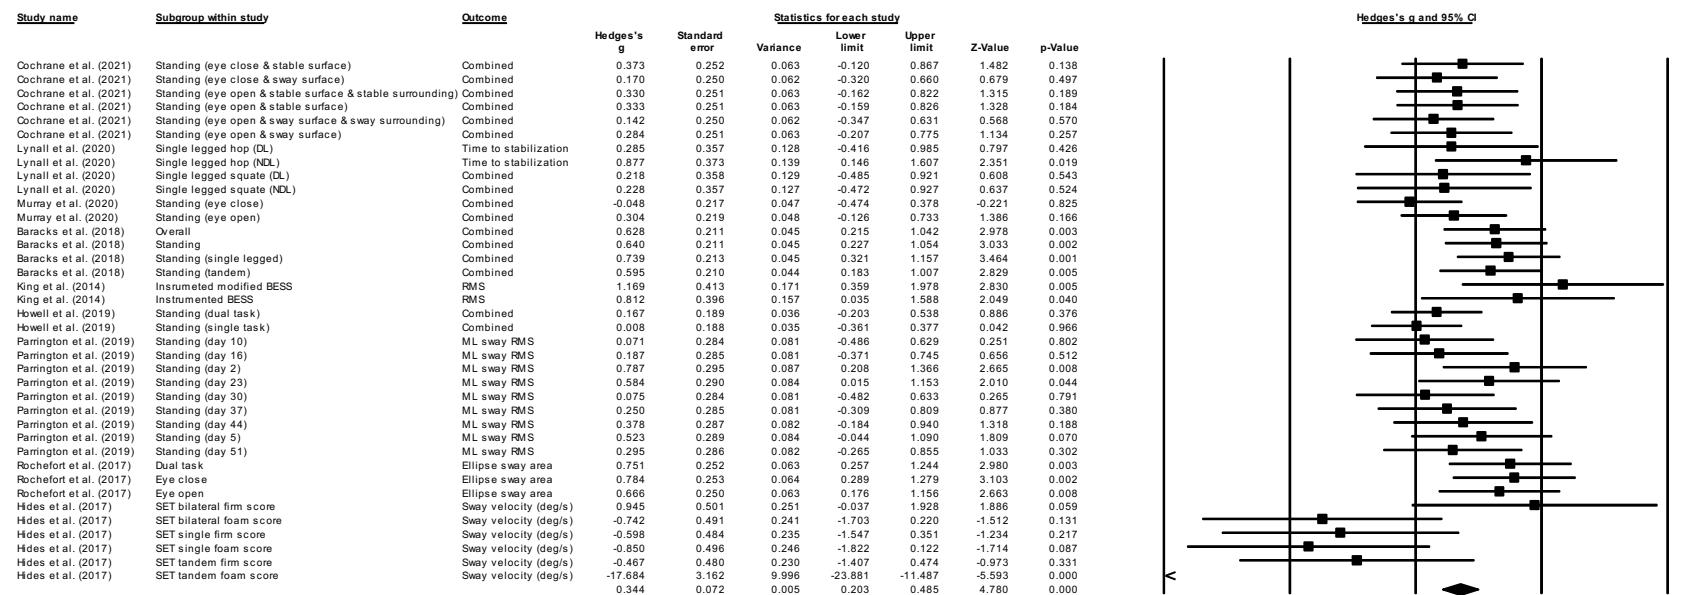 Study name Subgroup within study Outcome Statistics for each study Hedges's g and 95% CI
Hedges's Standard Lower Upper
g error Variance limit limit Z-Value p-Value
Cochrane et al. (2021) Standing (eye close & stable surface) Combined 0.373 0.252 0.063 -0.120 0.867 1.482 0.138
Cochrane et al. (2021) Standing (eye close & sway surface) Combined 0.170 0.250 0.062 -0.320 0.660 0.679 0.497
Cochrane et al. (2021) Standing (eye open & stable surface & stable surrounding) Combined 0.330 0.251 0.063 -0.162 0.822 1.315 0.189
Cochrane et al. (2021) Standing (eye open & stable surface) Combined 0.333 0.251 0.063 -0.159 0.826 1.328 0.184
Cochrane et al. (2021) Standing (eye open & sway surface & sway surrounding) Combined 0.142 0.250 0.062 -0.347 0.631 0.568 0.570
Cochrane et al. (2021) Standing (eye open & sway surface) Combined 0.284 0.251 0.063 -0.207 0.775 1.134 0.257
Lynall et al. (2020) Single legged hop (DL) Time to stabilization 0.285 0.357 0.128 -0.416 0.985 0.797 0.426
Lynall et al. (2020) Single legged hop (NDL) Time to stabilization 0.877 0.373 0.139 0.146 1.607 2.351 0.019
Lynall et al. (2020) Single legged squate (DL) Combined 0.218 0.358 0.129 -0.485 0.921 0.608 0.543
Lynall et al. (2020) Single legged squate (NDL) Combined 0.228 0.357 0.127 -0.472 0.927 0.637 0.524
Murray et al. (2020) Standing (eye close) Combined -0.048 0.217 0.047 -0.474 0.378 -0.221 0.825
Murray et al. (2020) Standing (eye open) Combined 0.304 0.219 0.048 -0.126 0.733 1.386 0.166
Baracks et al. (2018) Overall Combined 0.628 0.211 0.045 0.215 1.042 2.978 0.003
Baracks et al. (2018) Standing Combined 0.640 0.211 0.045 0.227 1.054 3.033 0.002
Baracks et al. (2018) Standing (single legged) Combined 0.739 0.213 0.045 0.321 1.157 3.464 0.001
Baracks et al. (2018) Standing (tandem) Combined 0.595 0.210 0.044 0.183 1.007 2.829 0.005
King et al. (2014) Insrumeted modified BESS RMS 1.169 0.413 0.171 0.359 1.978 2.830 0.005
King et al. (2014) Instrumented BESS RMS 0.812 0.396 0.157 0.035 1.588 2.049 0.040
Howell et al. (2019) Standing (dual task) Combined 0.167 0.189 0.036 -0.203 0.538 0.886 0.376
Howell et al. (2019) Standing (single task) Combined 0.008 0.188 0.035 -0.361 0.377 0.042 0.966
Parrington et al. (2019) Standing (day 10) ML sway RMS 0.071 0.284 0.081 -0.486 0.629 0.251 0.802
Parrington et al. (2019) Standing (day 16) ML sway RMS 0.187 0.285 0.081 -0.371 0.745 0.656 0.512
Parrington et al. (2019) Standing (day 2) ML sway RMS 0.787 0.295 0.087 0.208 1.366 2.665 0.008
Parrington et al. (2019) Standing (day 23) ML sway RMS 0.584 0.290 0.084 0.015 1.153 2.010 0.044
Parrington et al. (2019) Standing (day 30) ML sway RMS 0.075 0.284 0.081 -0.482 0.633 0.265 0.791
Parrington et al. (2019) Standing (day 37) ML sway RMS 0.250 0.285 0.081 -0.309 0.809 0.877 0.380
Parrington et al. (2019) Standing (day 44) ML sway RMS 0.378 0.287 0.082 -0.184 0.940 1.318 0.188
Parrington et al. (2019) Standing (day 5) ML sway RMS 0.523 0.289 0.084 -0.044 1.090 1.809 0.070
Parrington et al. (2019) Standing (day 51) ML sway RMS 0.295 0.286 0.082 -0.265 0.855 1.033 0.302
Rochefort et al. (2017) Dual task Ellipse sway area 0.751 0.252 0.063 0.257 1.244 2.980 0.003
Rochefort et al. (2017) Eye close Ellipse sway area 0.784 0.253 0.064 0.289 1.279 3.103 0.002
Rochefort et al. (2017) Eye open Ellipse sway area 0.666 0.250 0.063 0.176 1.156 2.663 0.008
Hides et al. (2017) SET bilateral firm score Sway velocity (deg/s) 0.945 0.501 0.251 -0.037 1.928 1.886 0.059
Hides et al. (2017) SET bilateral foam score Sway velocity (deg/s) -0.742 0.491 0.241 -1.703 0.220 -1.512 0.131
Hides et al. (2017) SET single firm score Sway velocity (deg/s) -0.598 0.484 0.235 -1.547 0.351 -1.234 0.217
Hides et al. (2017) SET single foam score Sway velocity (deg/s) -0.850 0.496 0.246 -1.822 0.122 -1.714 0.087
Hides et al. (2017) SET tandem firm score Sway velocity (deg/s) -0.467 0.480 0.230 -1.407 0.474 -0.973 0.331
Hides et al. (2017) SET tandem foam score Sway velocity (deg/s) -17.684 3.162 9.996 -23.881 -11.487 -5.593 0.000
0.344 0.072 0.005 0.203 0.485 4.780 0.000